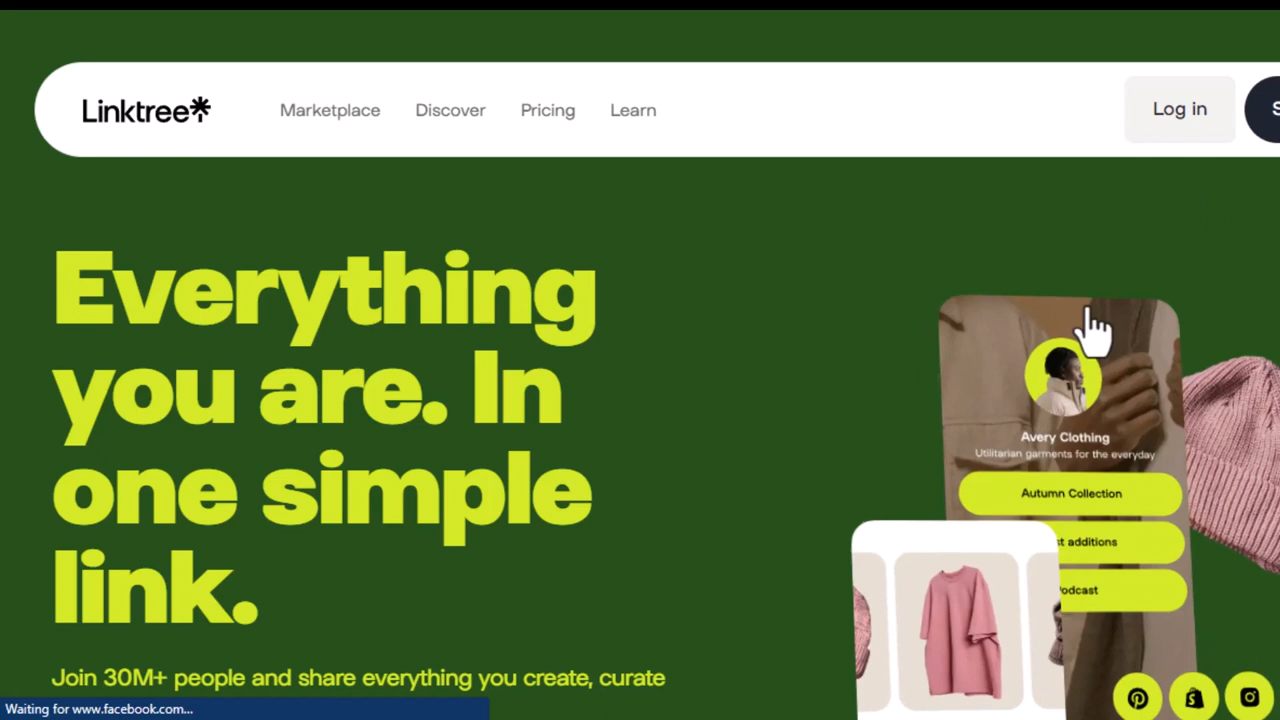 Linktree*
Marketplace Discover Pricing Learn
Log in
Everything
you are. In
one simple
link.
Join 30M+ people and share everything you create, curate
Avery Clothing
Utilitarian garments for the everyday
Autumn Collection
additions
Waiting for www.facebook.com...